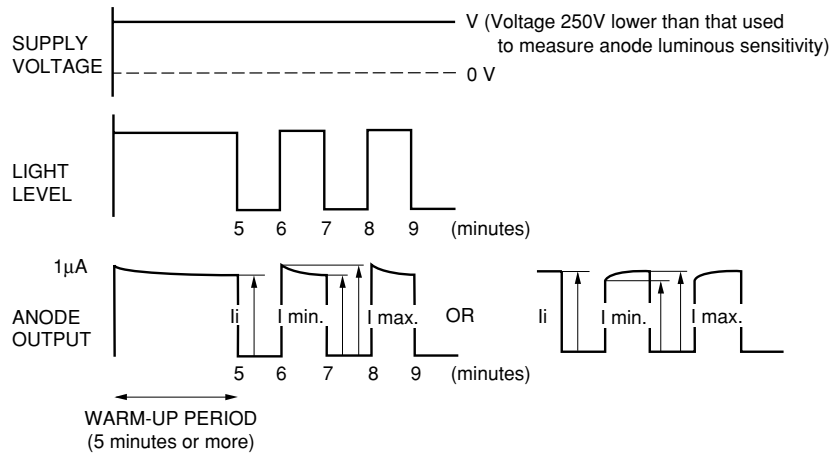 V (Voltage 250V lower than that used
to measure anode luminous sensitivity)
SUPPLY
VOLTAGE
0 V
LIGHT
LEVEL
5 6 7 8 9 (minutes)
1μA
ANODE
OUTPUT
Ii I min. I max. OR Ii I min. I max.
5 6 7 8 9 (minutes)
WARM-UP PERIOD
(5 minutes or more)